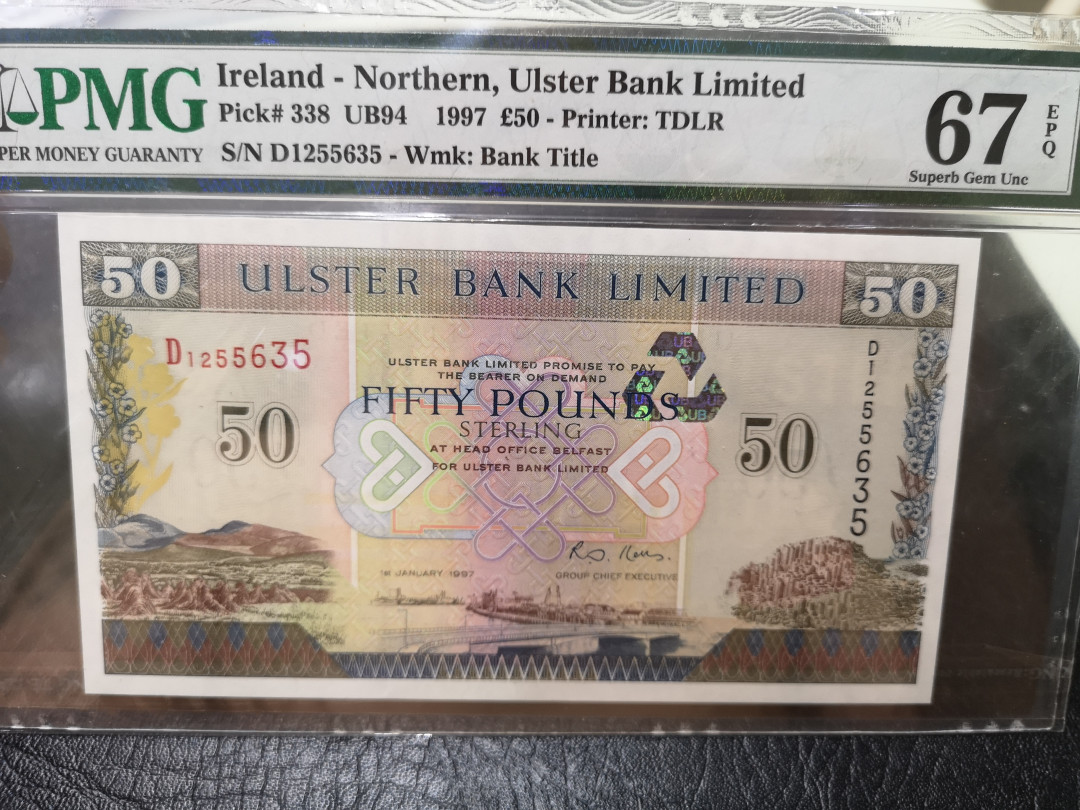 PMG
PER MONEY GUARANTY
Ireland - Northern, Ulster Bank Limited
Pick# 338 UB94 1997 £50 - Printer: TDLR
S/N D1255635 - Wmk: Bank Title
67
EPQ
Superb Gem Unc
50 ULSTER BANK LIMITED 50
D1255635
D1255635
ULSTER BANK LIMITED PROMISE TO PAY
THE BEARER ON DEMAND
FIFTY POUNDS
STERLING
AT HEAD OFFICE BELFAST
FOR ULSTER BANK LIMITED
50
50
1st JANUARY 1997
GROUP CHIEF EXECUTIVE
UB
UB